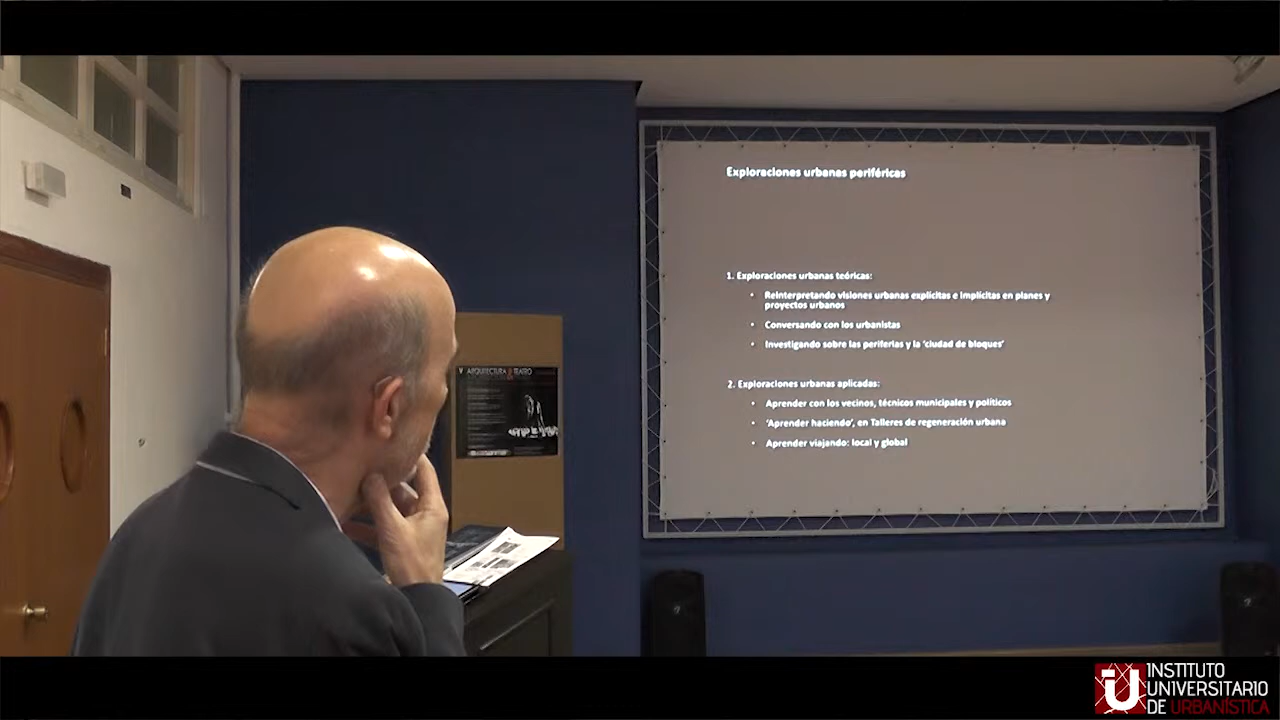 Exploraciones urbanas periféricas
1. Exploraciones urbanas teóricas:
• Reinterpretando visiones urbanas explícitas e implícitas en planes y
proyectos urbanos
• Conversando con los urbanistas
• Investigando sobre las periferias y la 'ciudad de bloques'
2. Exploraciones urbanas aplicadas:
• Aprender con los vecinos, técnicos municipales y políticos
• 'Aprender haciendo', en Talleres de regeneración urbana
• Aprender viajando: local y global
V ARQUITECTURA TEATRO
INSTITUTO
UNIVERSITARIO
DE URBANÍSTICA